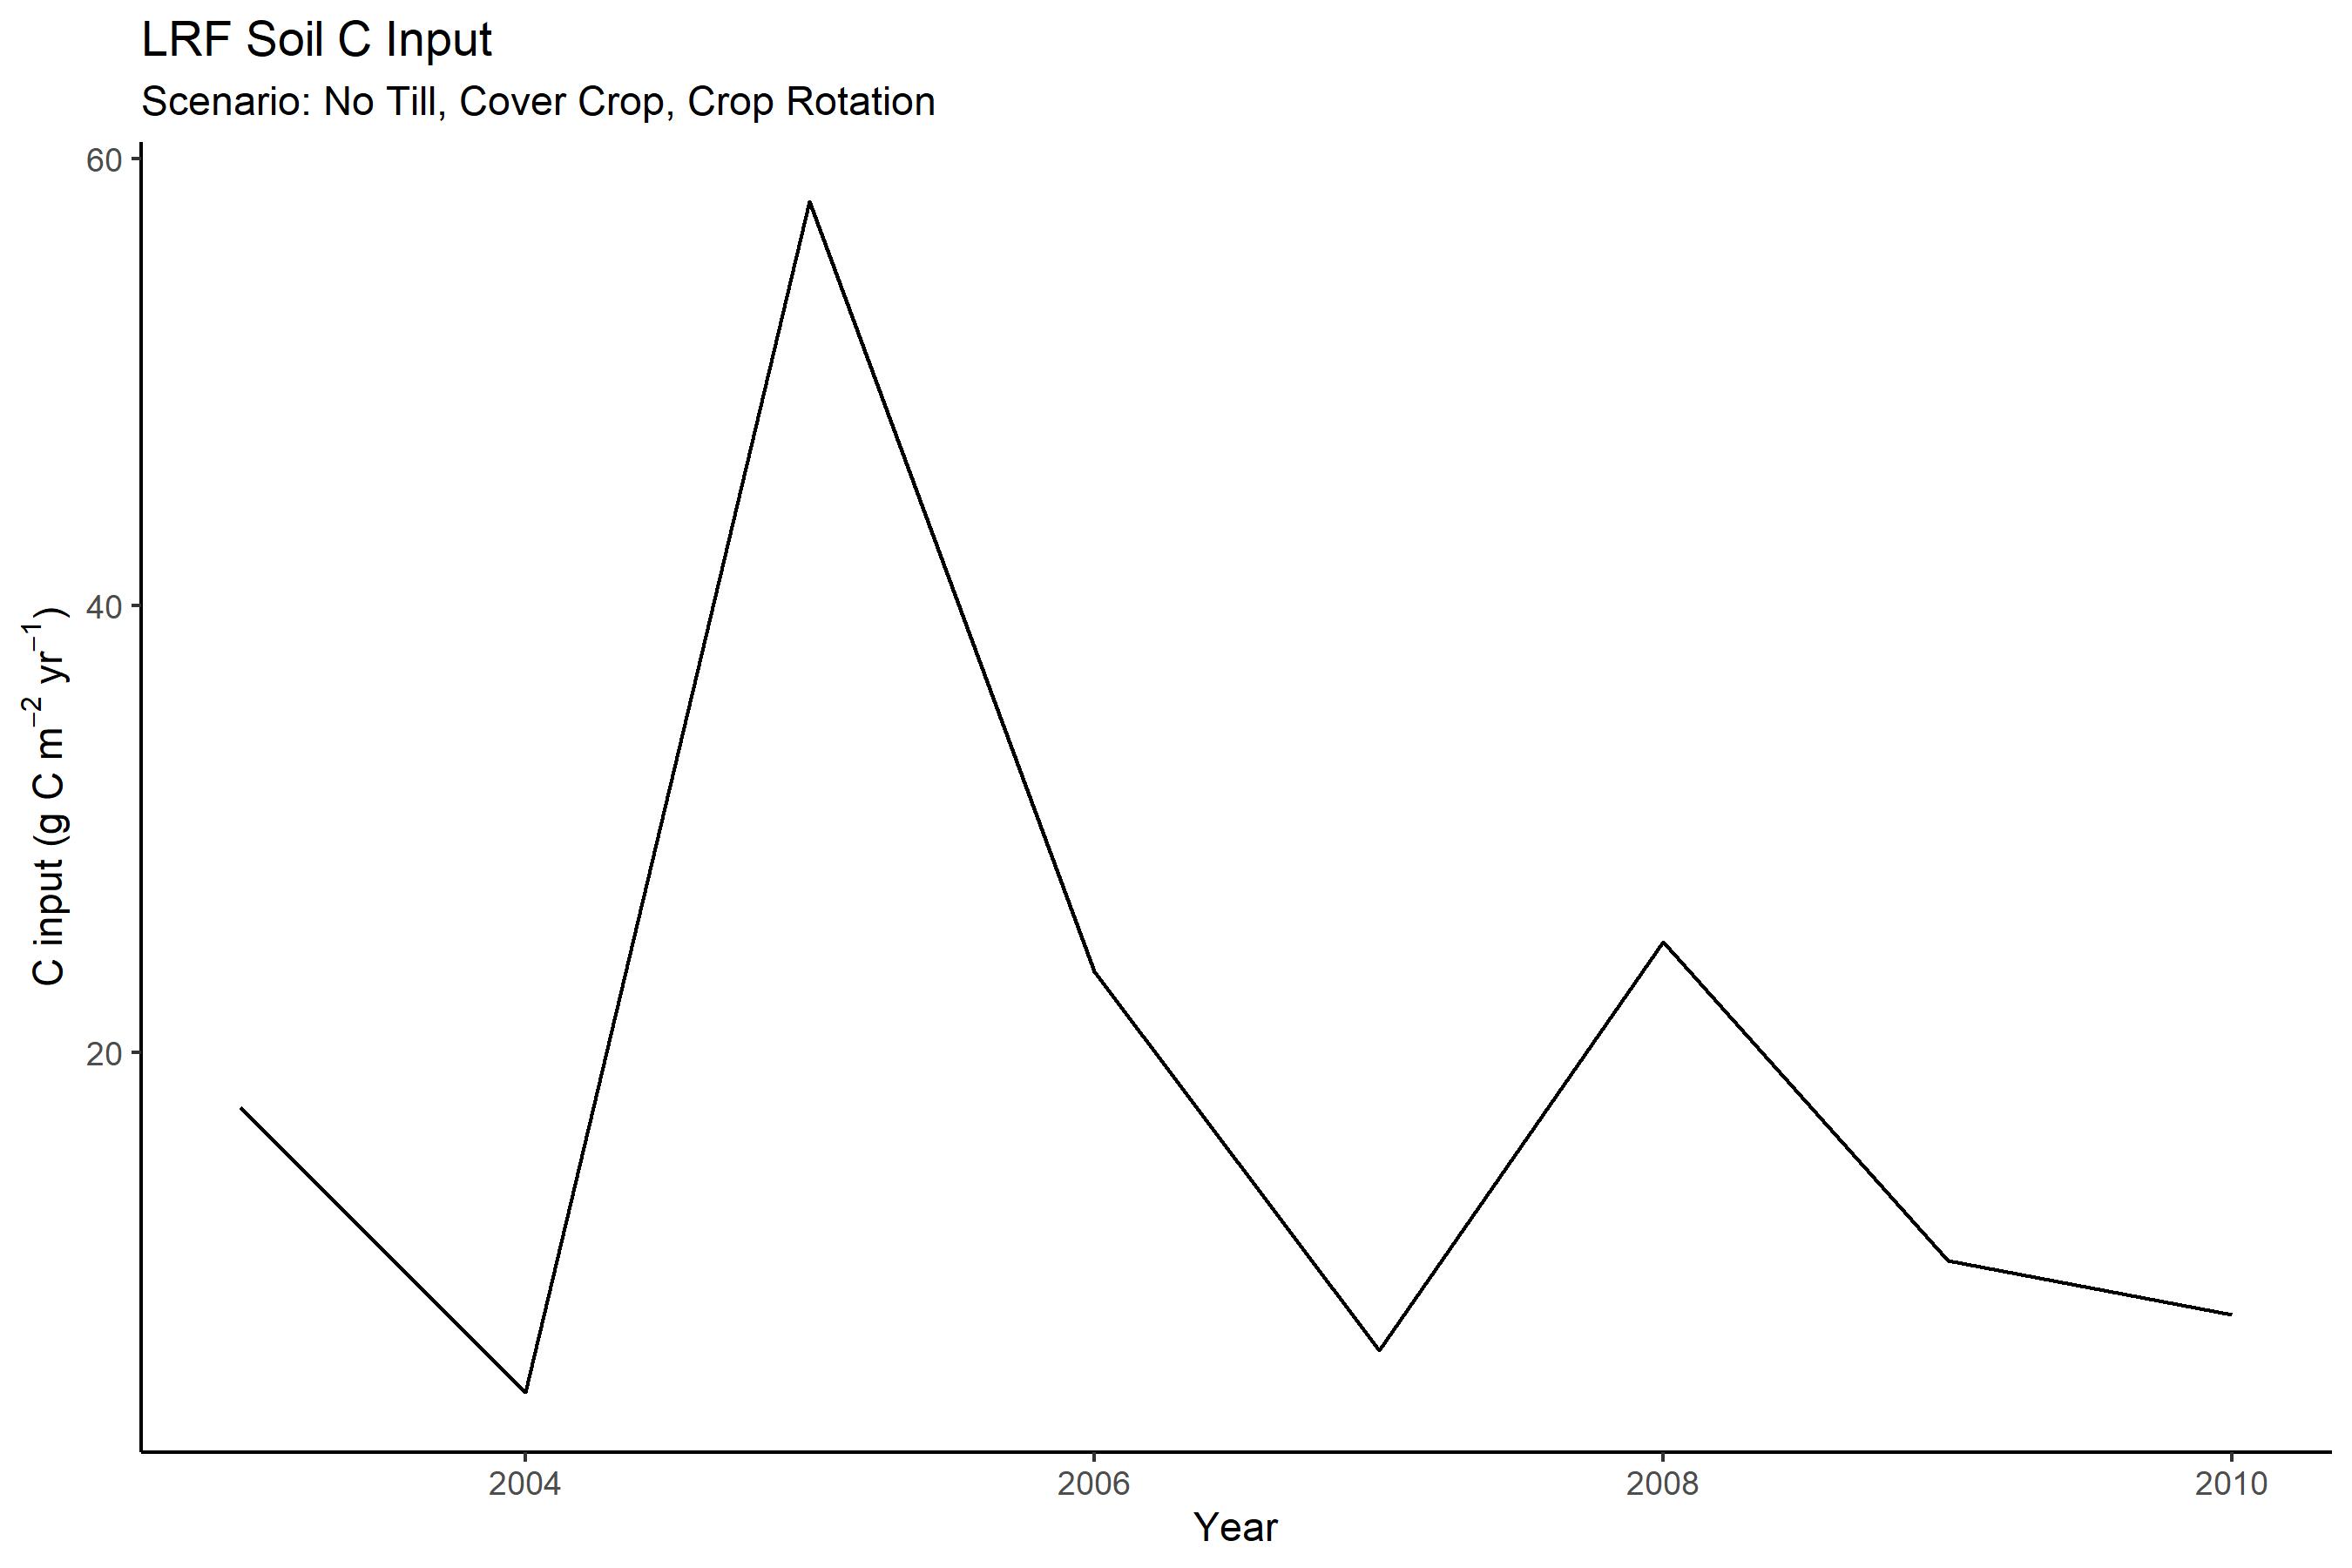 LRF Soil C Input
Scenario: No Till, Cover Crop, Crop Rotation
60
40
20
C input (g C m⁻² yr⁻¹)
2004
2006
2008
2010
Year